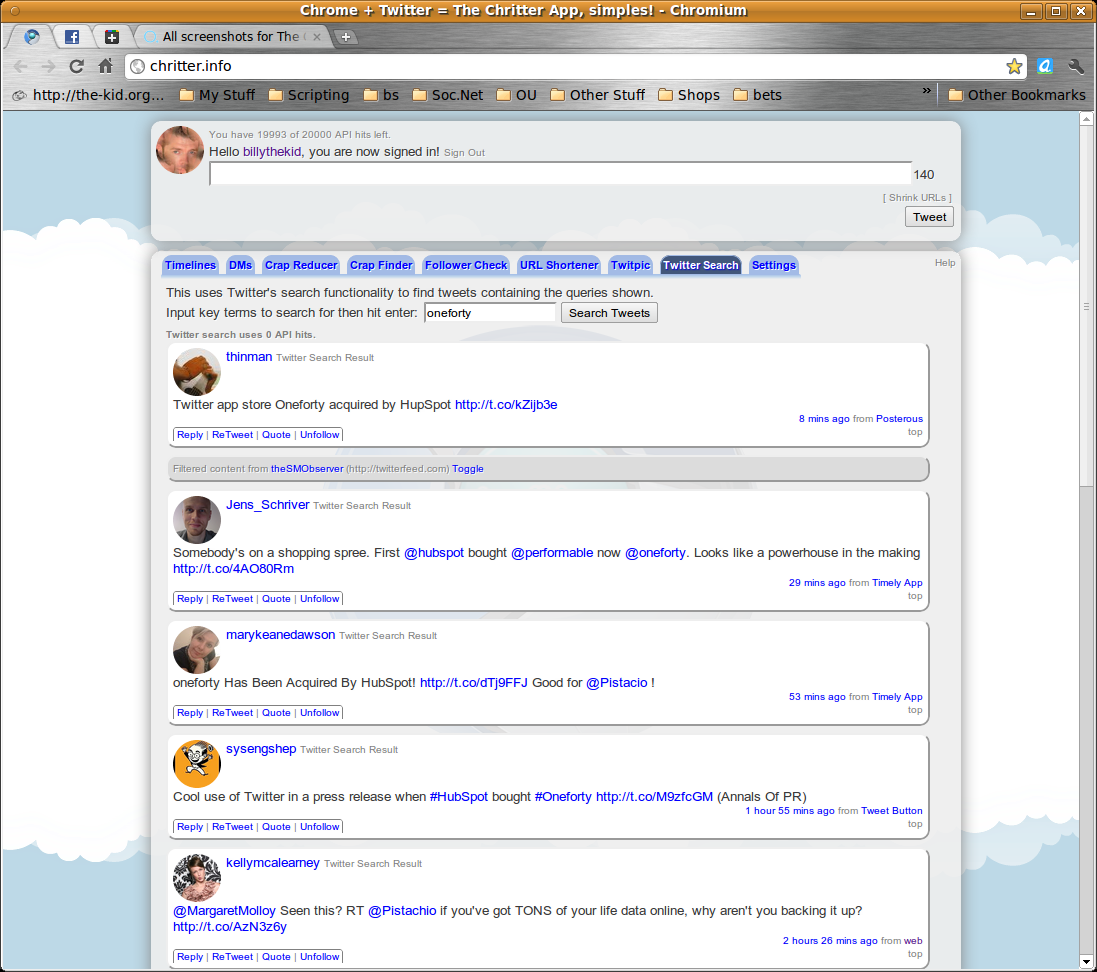 Chrome + Twitter = The Chritter App, simples! - Chromium
All screenshots for The
chritter.info
http://the-kid.org... My Stuff Scripting bs Soc.Net OU Other Stuff Shops bets » Other Bookmarks
You have 19993 of 20000 API hits left.
Hello billythekid, you are now signed in! Sign Out
140
[ Shrink URLs ]
Tweet
Timelines DMs Crap Reducer Crap Finder Follower Check URL Shortener Twitpic Twitter Search Settings Help
This uses Twitter's search functionality to find tweets containing the queries shown.
Input key terms to search for then hit enter: oneforty Search Tweets
Twitter search uses 0 API hits.
thinman Twitter Search Result
Twitter app store Oneforty acquired by HupSpot http://t.co/kZijb3e
8 mins ago from Posterous
top
Reply | ReTweet | Quote | Unfollow
Filtered content from theSMObserver (http://twitterfeed.com) Toggle
Jens_Schriver Twitter Search Result
Somebody's on a shopping spree. First @hubspot bought @performable now @oneforty. Looks like a powerhouse in the making
http://t.co/4AO80Rm
29 mins ago from Timely App
top
Reply | ReTweet | Quote | Unfollow
marykeanedawson Twitter Search Result
oneforty Has Been Acquired By HubSpot! http://t.co/dTj9FFJ Good for @Pistacio !
53 mins ago from Timely App
top
Reply | ReTweet | Quote | Unfollow
sysengshep Twitter Search Result
Cool use of Twitter in a press release when #HubSpot bought #Oneforty http://t.co/M9zfcGM (Annals Of PR)
1 hour 55 mins ago from Tweet Button
top
Reply | ReTweet | Quote | Unfollow
kellymcalearney Twitter Search Result
@MargaretMolloy Seen this? RT @Pistachio if you've got TONS of your life data online, why aren't you backing it up?
http://t.co/AzN3z6y
2 hours 26 mins ago from web
top
Reply | ReTweet | Quote | Unfollow